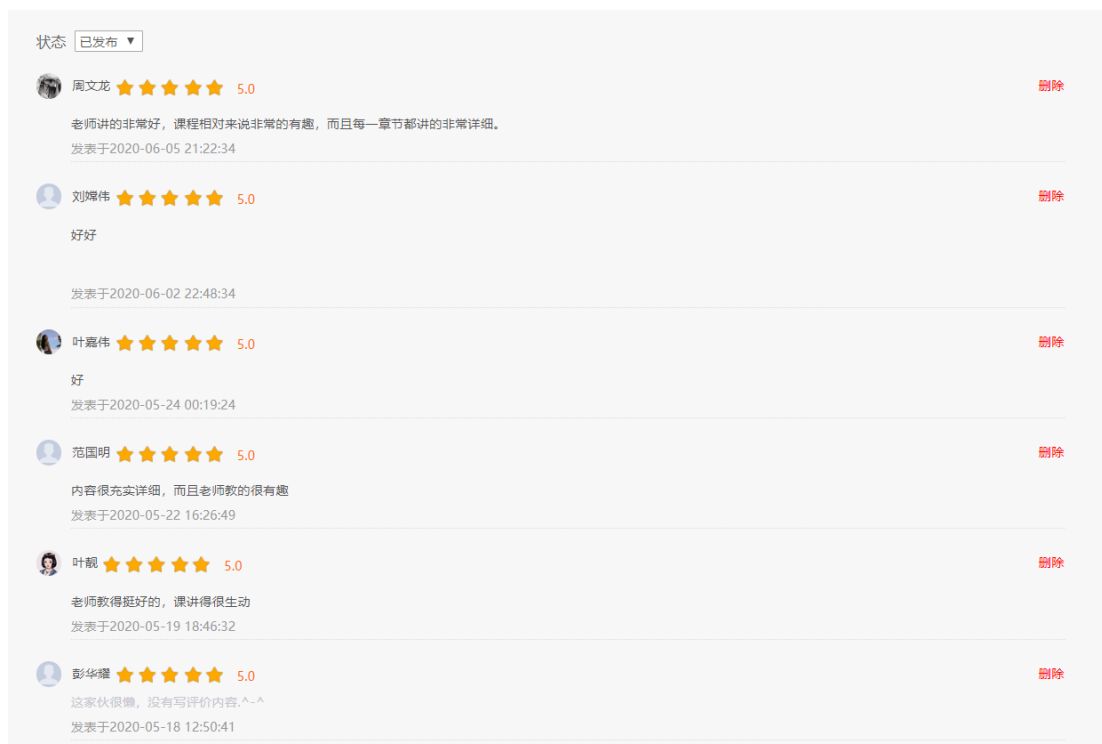 状态 已发布 ▼
周文龙 5.0 删除
老师讲的非常好，课程相对来说非常的有趣，而且每一章节都讲的非常详细。
发表于2020-06-05 21:22:34
刘嫦伟 5.0 删除
好好
发表于2020-06-02 22:48:34
叶嘉伟 5.0 删除
好
发表于2020-05-24 00:19:24
范国明 5.0 删除
内容很充实详细，而且老师教的很有趣
发表于2020-05-22 16:26:49
叶靓 5.0 删除
老师教得挺好的，课讲得很生动
发表于2020-05-19 18:46:32
彭华耀 5.0 删除
这家伙很懒，没有写评价内容.^-^
发表于2020-05-18 12:50:41